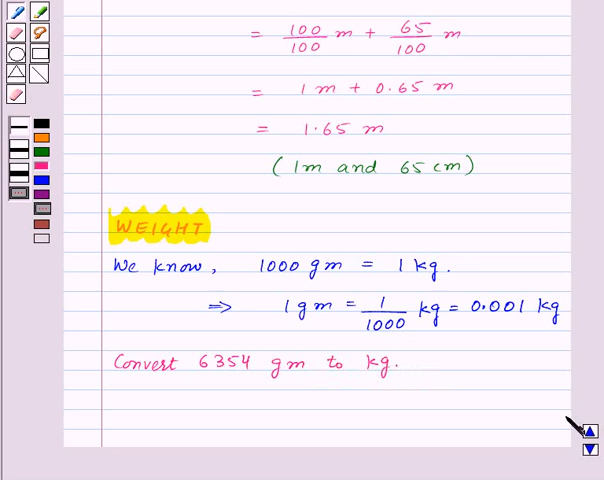 = 100/100 m + 65/100 m
= 1 m + 0.65 m
= 1.65 m
(1m and 65 cm)
WEIGHT
We know, 1000 gm = 1 kg.
⇒ 1 gm = 1/1000 kg = 0.001 kg
Convert 6354 gm to kg.